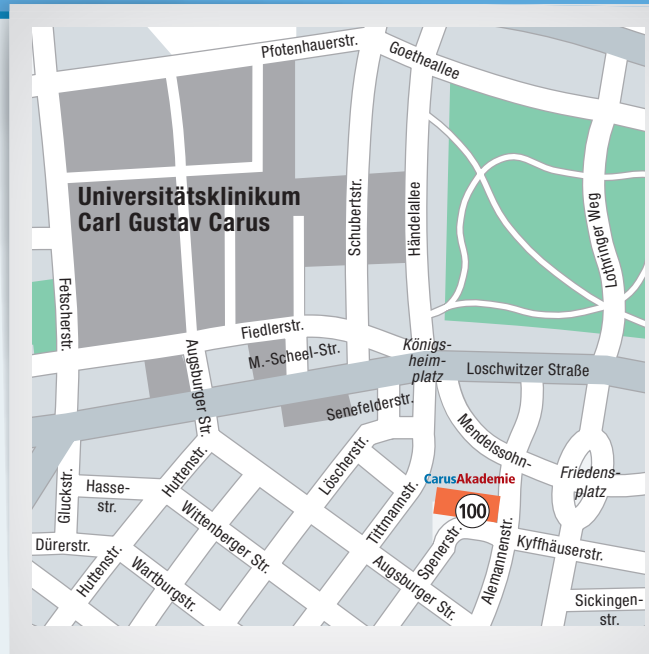 Pfotenhauerstr.
Goetheallee
Universitätsklinikum
Carl Gustav Carus
Schubertstr.
Händelallee
Lothringer Weg
Fetscherstr.
Fiedlerstr.
M.-Scheel-Str.
Augsburger Str.
Königs-
heim-
platz
Loschwitzer Straße
Senefelderstr.
Mendelssohn-
Friedens-
platz
Löscherstr.
Huttenstr.
Gluckstr.
Hasse-
str.
CarusAkademie
100
Tittmannstr.
Wittenberger Str.
Spenerstr.
Alemannenstr.
Kyffhäuserstr.
Dürerstr.
Huttenstr.
Wartburgstr.
Augsburger Str.
Sickingen-
str.